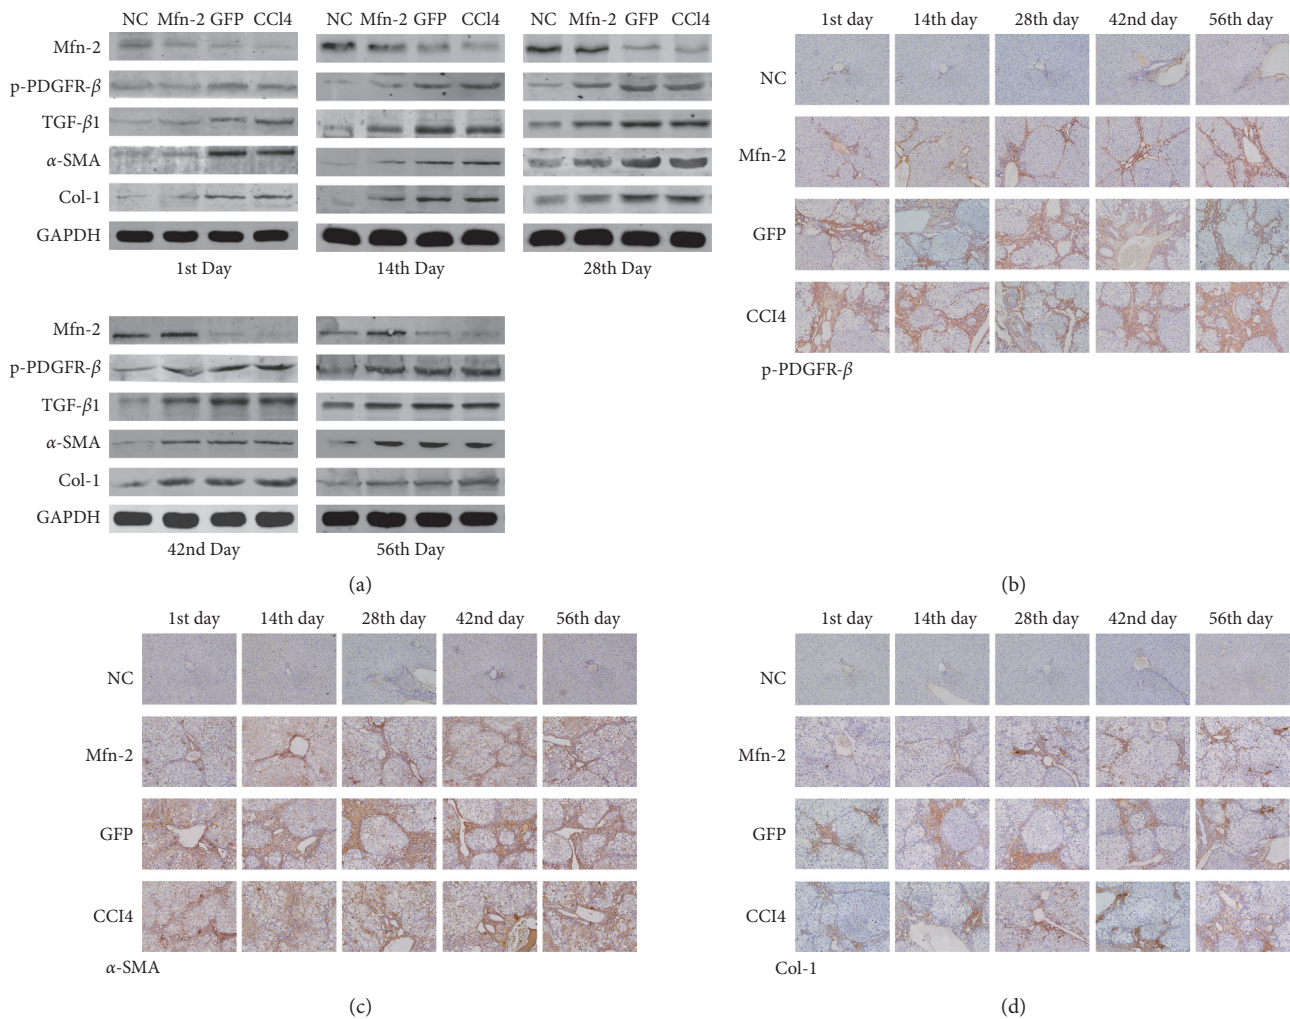 NC Mfn-2 GFP CCl4 NC Mfn-2 GFP CCl4 NC Mfn-2 GFP CCl4
Mfn-2
p-PDGFR-β
TGF-β1
α-SMA
Col-1
GAPDH
1st Day 14th Day 28th Day
Mfn-2
p-PDGFR-β
TGF-β1
α-SMA
Col-1
GAPDH
42nd Day 56th Day
(a)
1st day 14th day 28th day 42nd day 56th day
NC
Mfn-2
GFP
CCI4
p-PDGFR-β
(b)
1st day 14th day 28th day 42nd day 56th day
NC
Mfn-2
GFP
CCI4
α-SMA
(c)
1st day 14th day 28th day 42nd day 56th day
NC
Mfn-2
GFP
CCI4
Col-1
(d)